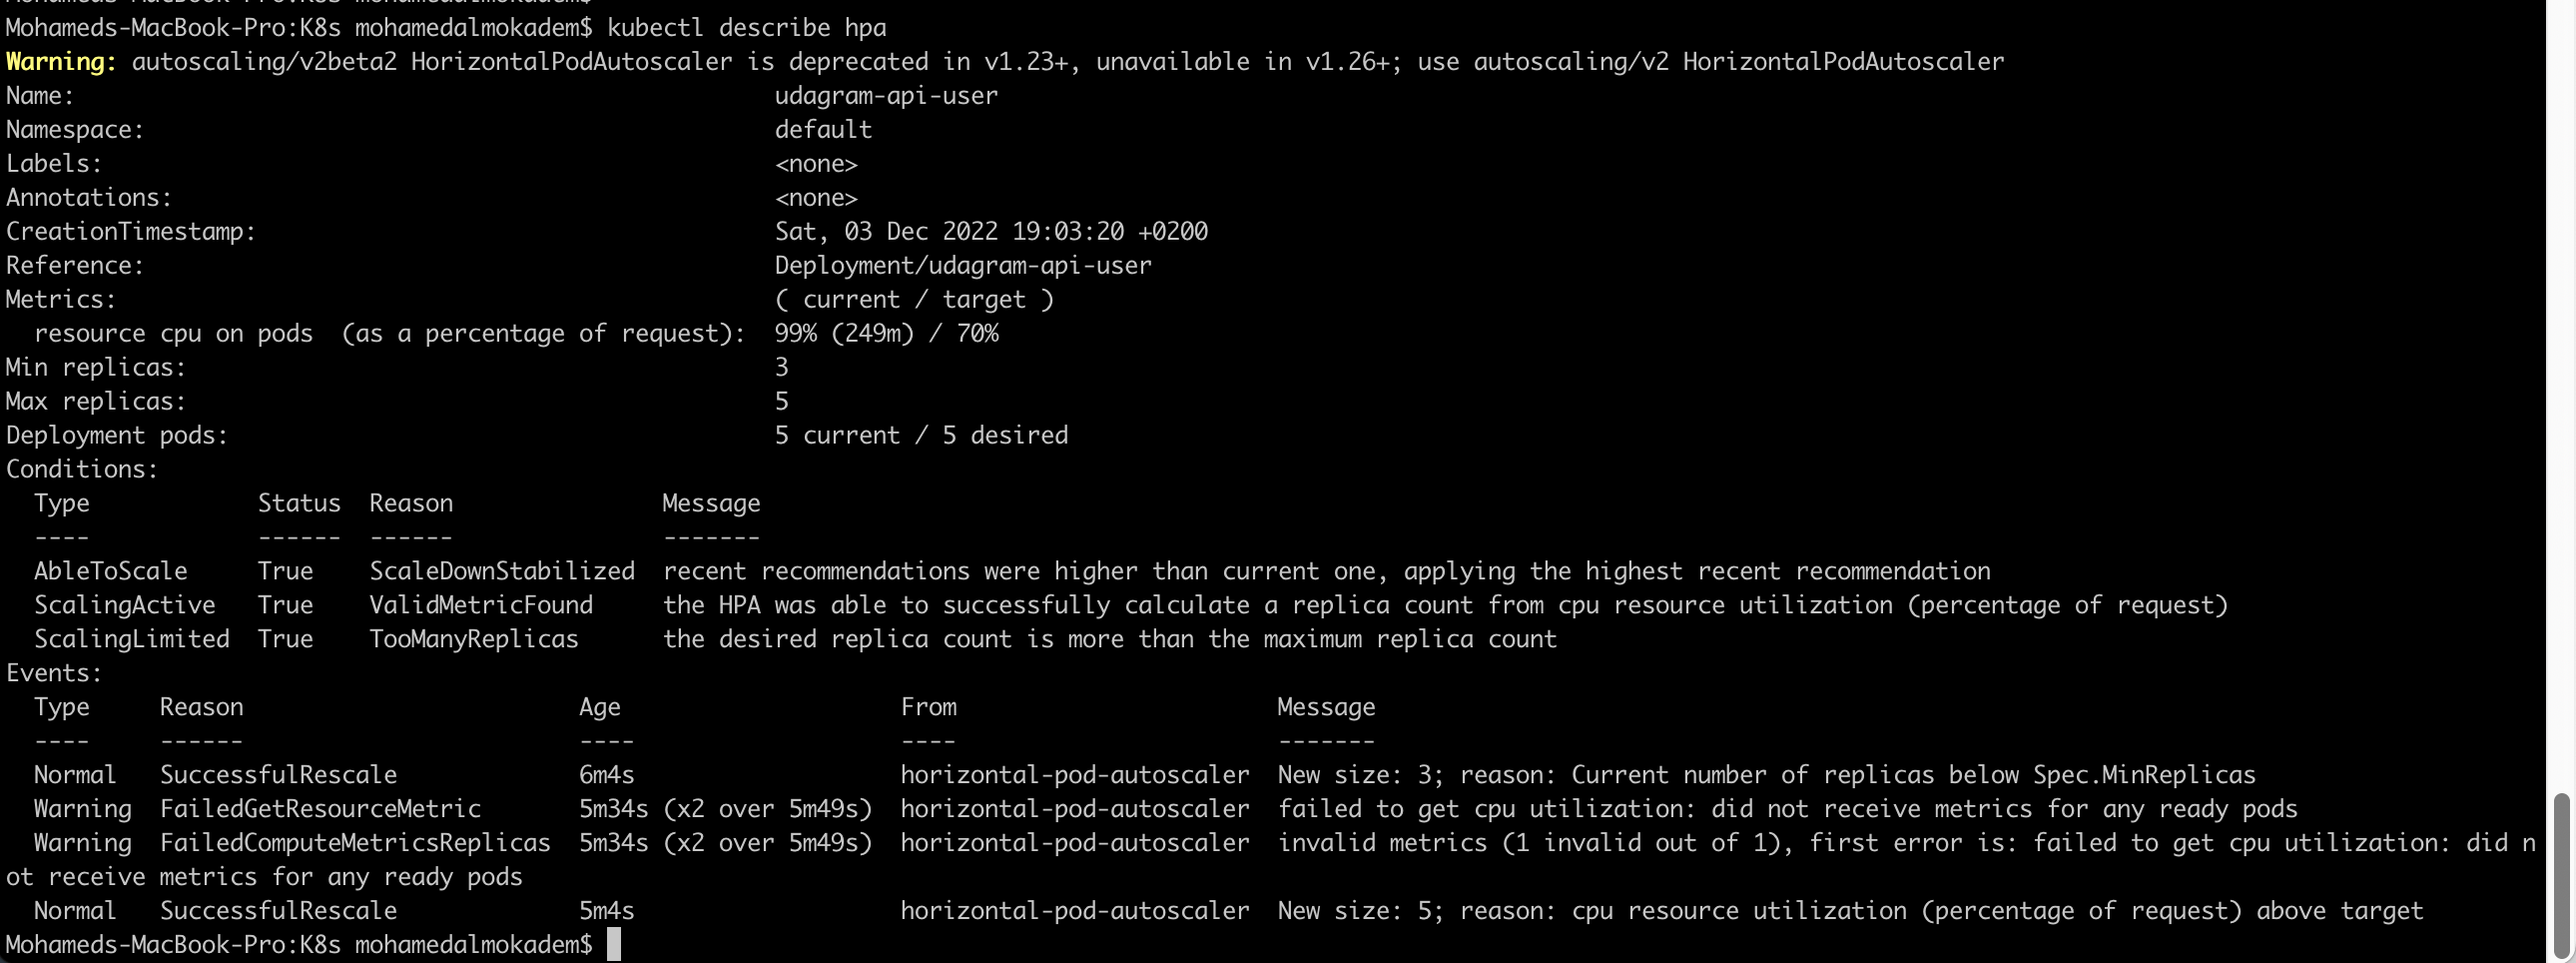 Mohameds-MacBook-Pro:K8s mohamedalmokadem$ kubectl describe hpa
Warning: autoscaling/v2beta2 HorizontalPodAutoscaler is deprecated in v1.23+, unavailable in v1.26+; use autoscaling/v2 HorizontalPodAutoscaler
Name:                                                  udagram-api-user
Namespace:                                             default
Labels:                                                <none>
Annotations:                                           <none>
CreationTimestamp:                                     Sat, 03 Dec 2022 19:03:20 +0200
Reference:                                             Deployment/udagram-api-user
Metrics:                                               ( current / target )
  resource cpu on pods  (as a percentage of request):  99% (249m) / 70%
Min replicas:                                          3
Max replicas:                                          5
Deployment pods:                                       5 current / 5 desired
Conditions:
  Type            Status  Reason               Message
  ----            ------  ------               -------
  AbleToScale     True    ScaleDownStabilized  recent recommendations were higher than current one, applying the highest recent recommendation
  ScalingActive   True    ValidMetricFound     the HPA was able to successfully calculate a replica count from cpu resource utilization (percentage of request)
  ScalingLimited  True    TooManyReplicas      the desired replica count is more than the maximum replica count
Events:
  Type     Reason                        Age                    From                       Message
  ----     ------                        ----                   ----                       -------
  Normal   SuccessfulRescale             6m4s                   horizontal-pod-autoscaler  New size: 3; reason: Current number of replicas below Spec.MinReplicas
  Warning  FailedGetResourceMetric       5m34s (x2 over 5m49s)  horizontal-pod-autoscaler  failed to get cpu utilization: did not receive metrics for any ready pods
  Warning  FailedComputeMetricsReplicas  5m34s (x2 over 5m49s)  horizontal-pod-autoscaler  invalid metrics (1 invalid out of 1), first error is: failed to get cpu utilization: did n
ot receive metrics for any ready pods
  Normal   SuccessfulRescale             5m4s                   horizontal-pod-autoscaler  New size: 5; reason: cpu resource utilization (percentage of request) above target
Mohameds-MacBook-Pro:K8s mohamedalmokadem$